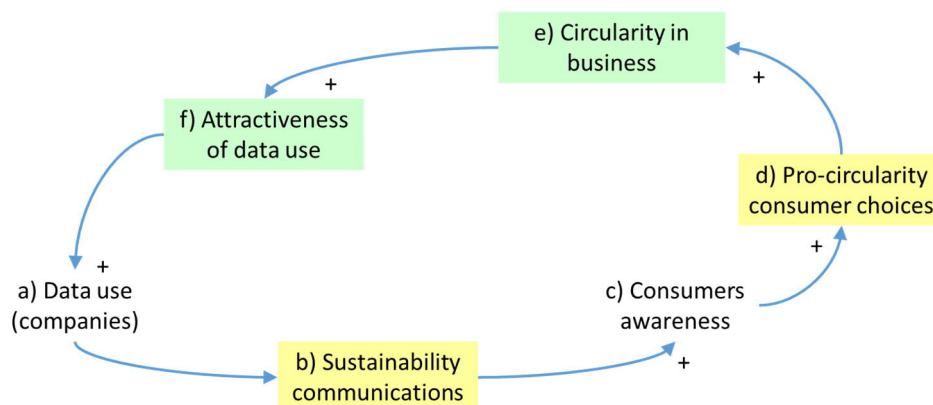 e) Circularity in
business
+
+
f) Attractiveness
of data use
d) Pro-circularity
consumer choices
+
+
a) Data use
(companies)
c) Consumers
awareness
b) Sustainability
communications
+